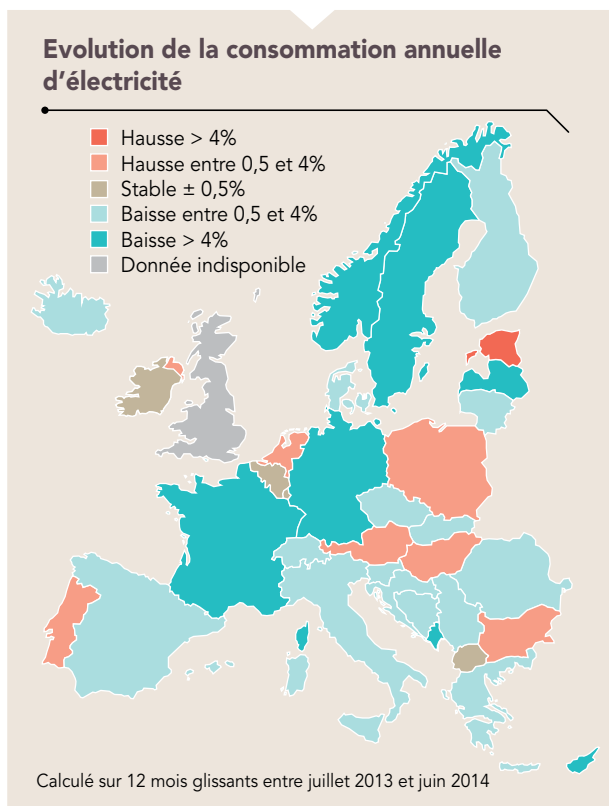 Evolution de la consommation annuelle
d’électricité
Hausse > 4%
Hausse entre 0,5 et 4%
Stable ± 0,5%
Baisse entre 0,5 et 4%
Baisse > 4%
Donnée indisponible
Calculé sur 12 mois glissants entre juillet 2013 et juin 2014